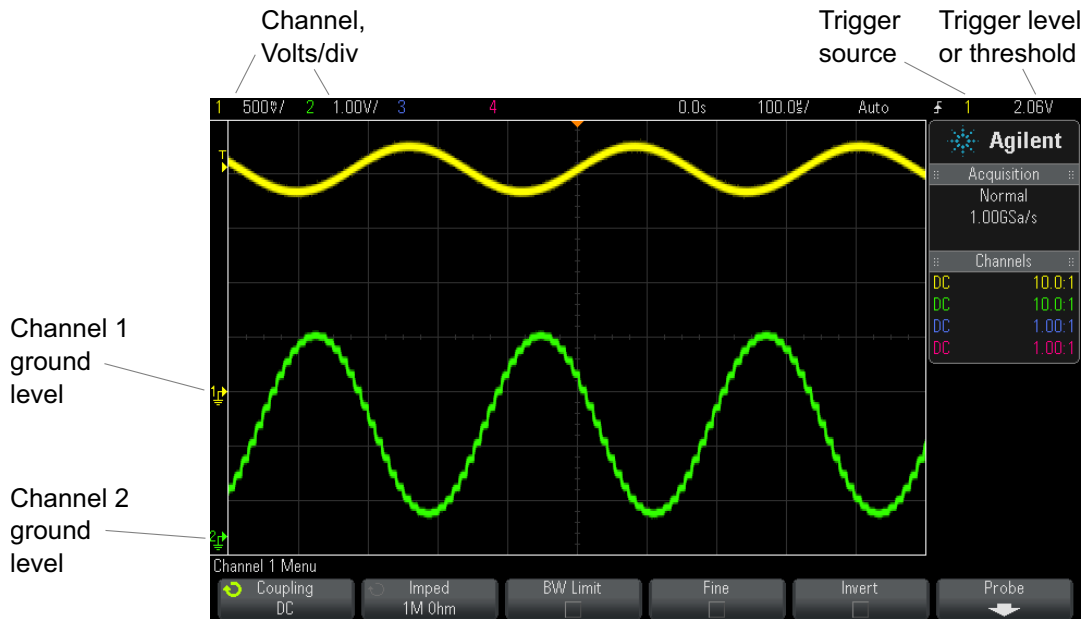 Channel,
Volts/div
Trigger
source
Trigger level
or threshold
1 500mV/ 2 1.00V/ 3 4 0.0s 100.0µs/ Auto 1 2.06V
T
Agilent
Acquisition
Normal
1.00GSa/s
Channels
DC 10.0:1
DC 10.0:1
DC 1.00:1
DC 1.00:1
Channel 1
ground
level
1
Channel 2
ground
level
2
Channel 1 Menu
Coupling
DC
Imped
1M Ohm
BW Limit
Fine
Invert
Probe